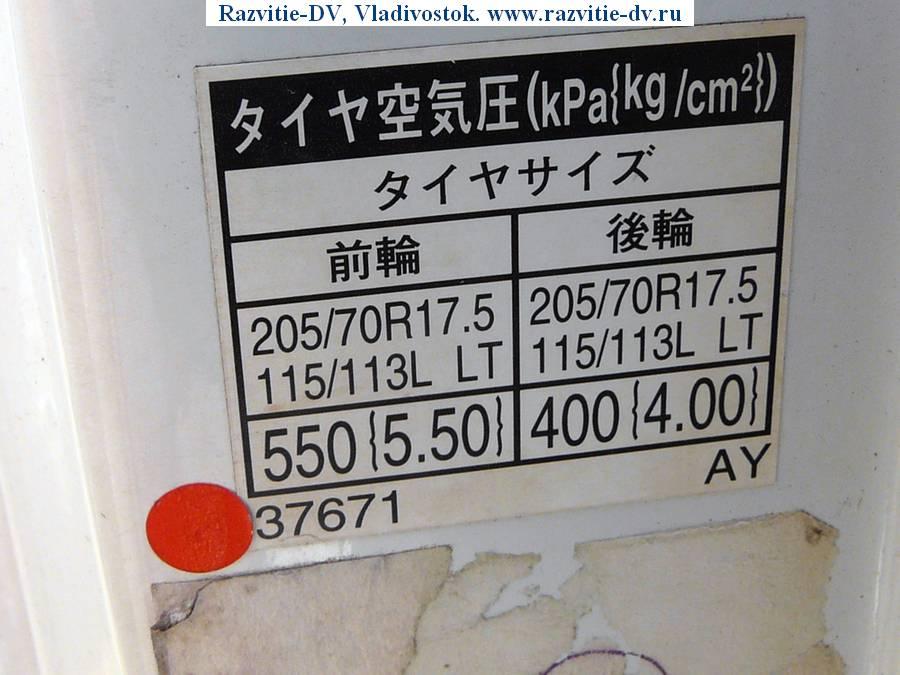 Razvitie-DV, Vladivostok. www.razvitie-dv.ru
タイヤ空気圧(kPa{kg/cm²})
タイヤサイズ
前輪 後輪
205/70R17.5 205/70R17.5
115/113L LT 115/113L LT
550{5.50} 400{4.00}
37671 AY